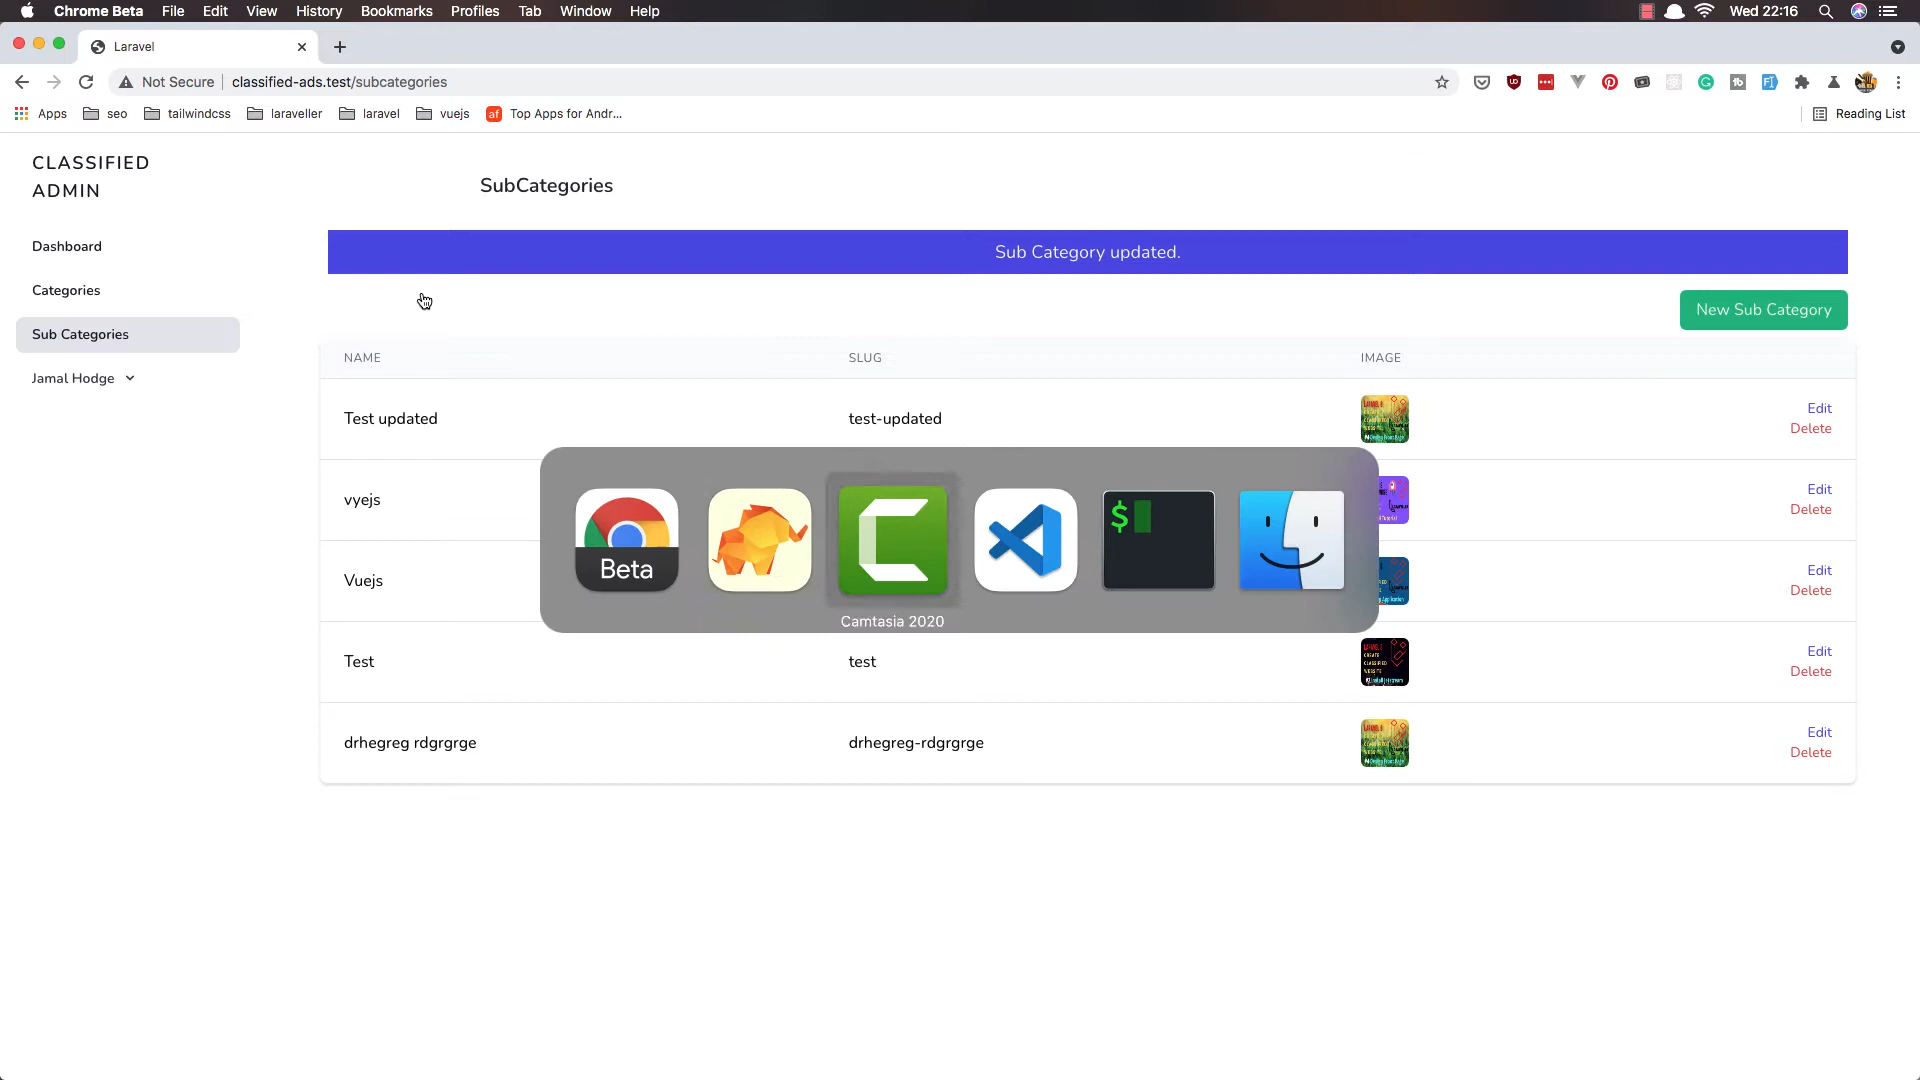 Chrome Beta File Edit View History Bookmarks Profiles Tab Window Help Wed 22:16
Laravel
Not Secure classified-ads.test/subcategories
Apps seo tailwindcss laraveller laravel vuejs af Top Apps for Andr... Reading List
CLASSIFIED
ADMIN
SubCategories
Dashboard
Categories
Sub Categories
Jamal Hodge
Sub Category updated.
New Sub Category
NAME SLUG IMAGE
Test updated test-updated Edit
Delete
vyejs Edit
Delete
Vuejs Edit
Delete
Beta
$
Camtasia 2020
Test test Edit
Delete
drhegreg rdgrgrge drhegreg-rdgrgrge Edit
Delete